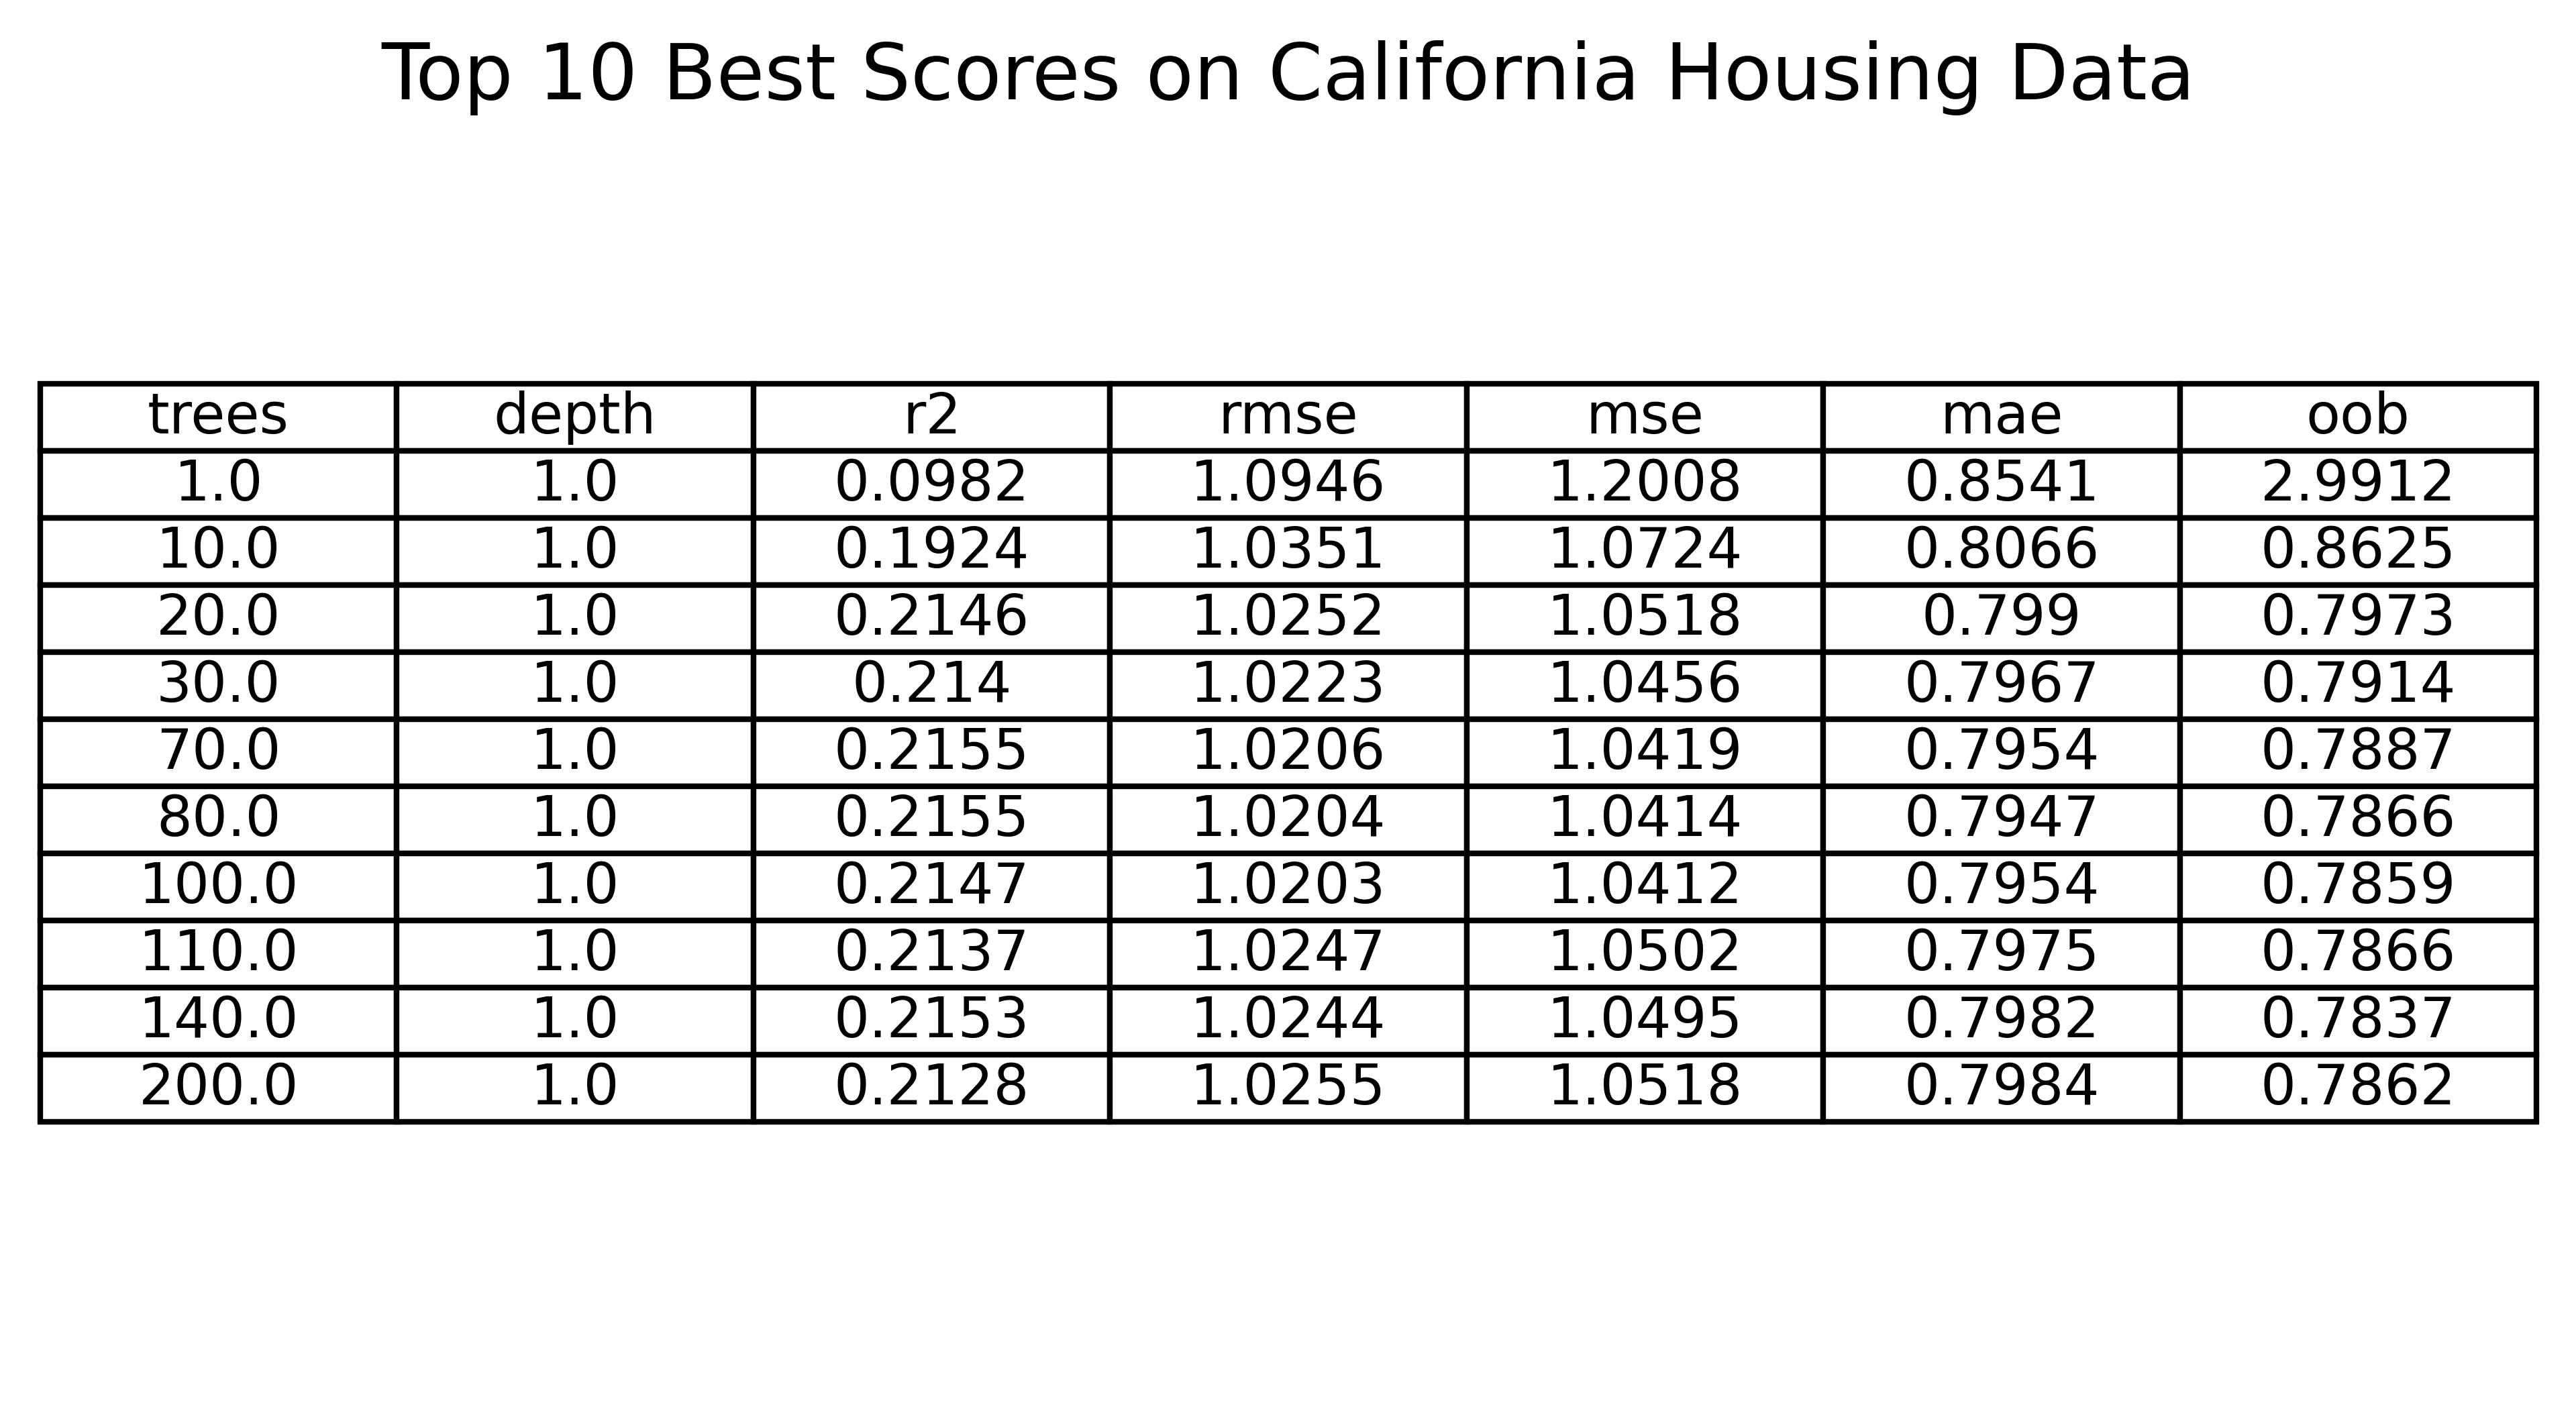 Top 10 Best Scores on California Housing Data
trees depth r2 rmse mse mae oob
1.0 1.0 0.0982 1.0946 1.2008 0.8541 2.9912
10.0 1.0 0.1924 1.0351 1.0724 0.8066 0.8625
20.0 1.0 0.2146 1.0252 1.0518 0.799 0.7973
30.0 1.0 0.214 1.0223 1.0456 0.7967 0.7914
70.0 1.0 0.2155 1.0206 1.0419 0.7954 0.7887
80.0 1.0 0.2155 1.0204 1.0414 0.7947 0.7866
100.0 1.0 0.2147 1.0203 1.0412 0.7954 0.7859
110.0 1.0 0.2137 1.0247 1.0502 0.7975 0.7866
140.0 1.0 0.2153 1.0244 1.0495 0.7982 0.7837
200.0 1.0 0.2128 1.0255 1.0518 0.7984 0.7862